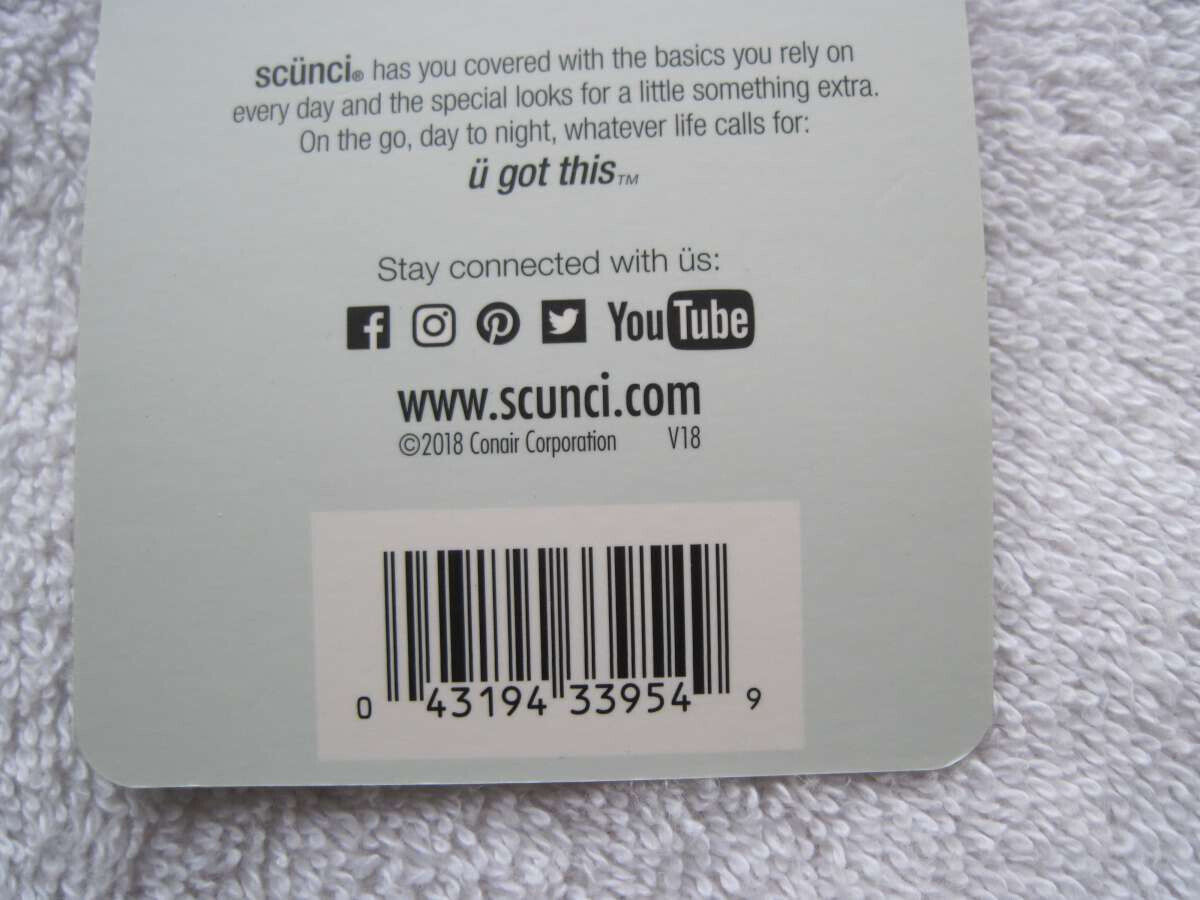 scünci® has you covered with the basics you rely on
every day and the special looks for a little something extra.
On the go, day to night, whatever life calls for:
ü got this™
Stay connected with üs:
YouTube
www.scunci.com
©2018 Conair Corporation V18
0 43194 33954 9